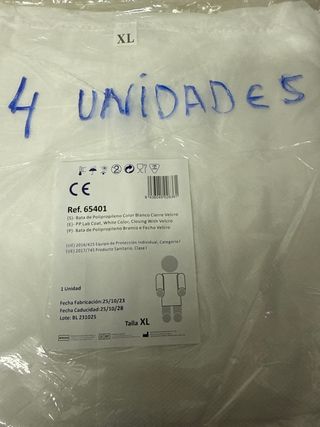 XL
4 UNIDADES
CE
Ref. 65401
(S)-Bata de Polipropileno Color Blanco Cierre Velcro
(E)-PP Lab Coat, White Color, Closing With Velcro
(P)-Bata de Polipropileno Branco e Fecho Velcro
(UE) 2016/425 Equipo de Protección Individual, Categoría I
(UE) 2017/745 Producto Sanitario, Clase I
1 Unidad
Fecha Fabricación: 25/10/23
Fecha Caducidad: 25/10/28
Lote: BL 231025
Talla XL